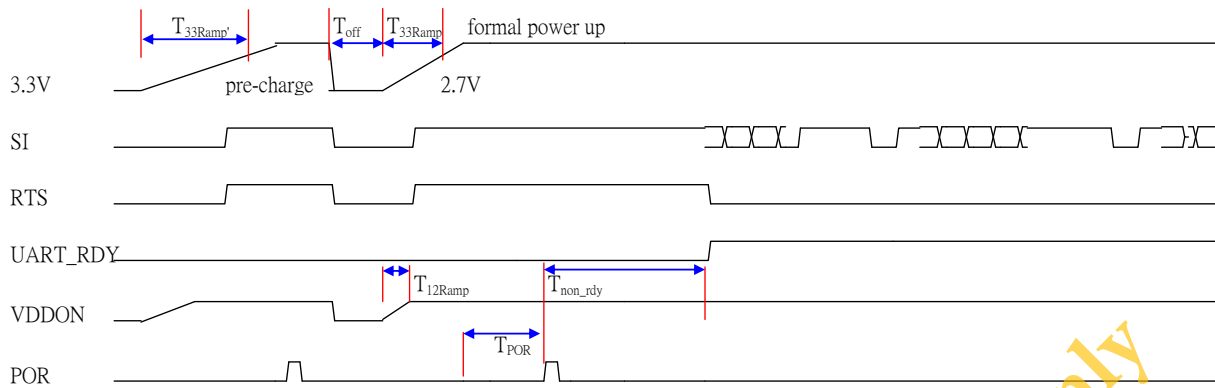 T33Ramp' Toff T33Ramp formal power up
3.3V pre-charge 2.7V
SI
RTS
UART_RDY
T12Ramp Tnon_rdy
VDDON
TPOR
POR